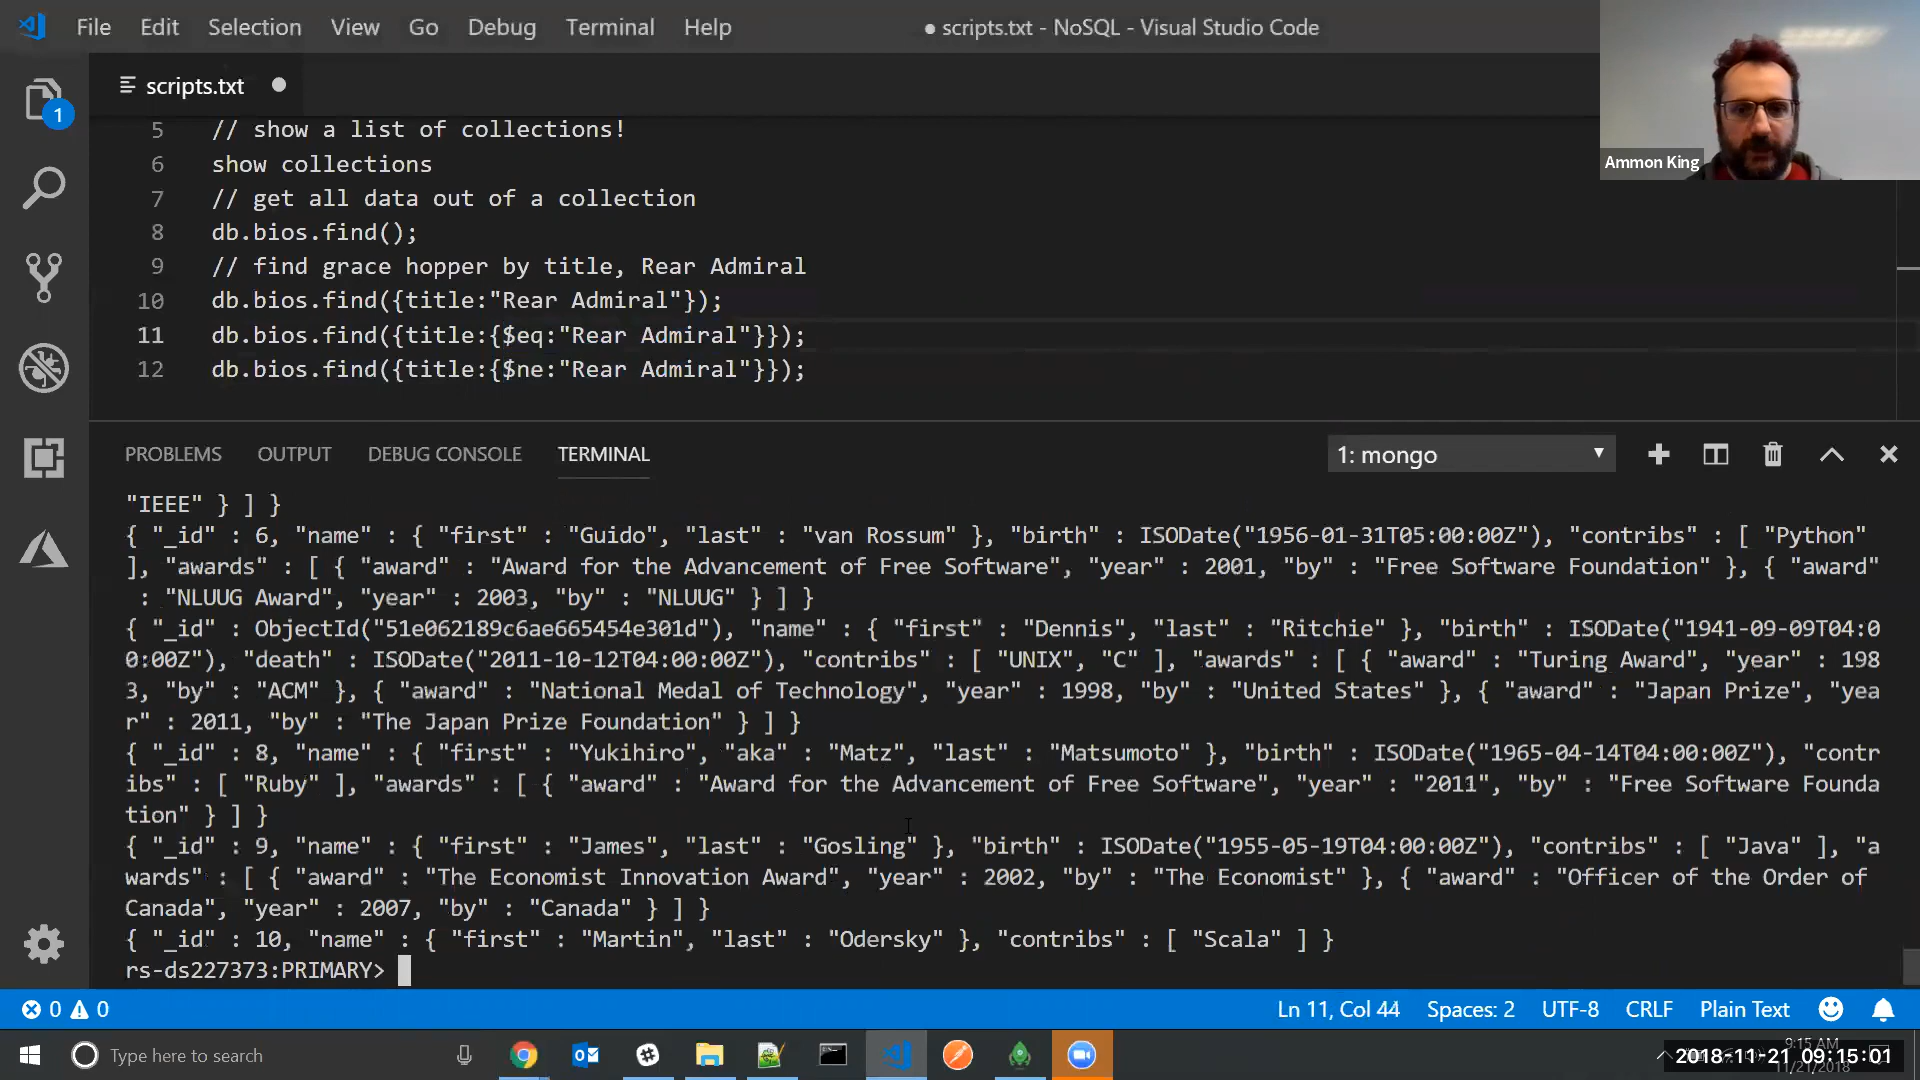 File Edit Selection View Go Debug Terminal Help
● scripts.txt - NoSQL - Visual Studio Code
scripts.txt
Ammon King
5 // show a list of collections!
6 show collections
7 // get all data out of a collection
8 db.bios.find();
9 // find grace hopper by title, Rear Admiral
10 db.bios.find({title:"Rear Admiral"});
11 db.bios.find({title:{$eq:"Rear Admiral"}});
12 db.bios.find({title:{$ne:"Rear Admiral"}});
1
PROBLEMS OUTPUT DEBUG CONSOLE TERMINAL 1: mongo
"IEEE" } ] }
{ "_id" : 6, "name" : { "first" : "Guido", "last" : "van Rossum" }, "birth" : ISODate("1956-01-31T05:00:00Z"), "contribs" : [ "Python"
], "awards" : [ { "award" : "Award for the Advancement of Free Software", "year" : 2001, "by" : "Free Software Foundation" }, { "award"
: "NLUUG Award", "year" : 2003, "by" : "NLUUG" } ] }
{ "_id" : ObjectId("51e062189c6ae665454e301d"), "name" : { "first" : "Dennis", "last" : "Ritchie" }, "birth" : ISODate("1941-09-09T04:0
0:00Z"), "death" : ISODate("2011-10-12T04:00:00Z"), "contribs" : [ "UNIX", "C" ], "awards" : [ { "award" : "Turing Award", "year" : 198
3, "by" : "ACM" }, { "award" : "National Medal of Technology", "year" : 1998, "by" : "United States" }, { "award" : "Japan Prize", "yea
r" : 2011, "by" : "The Japan Prize Foundation" } ] }
{ "_id" : 8, "name" : { "first" : "Yukihiro", "aka" : "Matz", "last" : "Matsumoto" }, "birth" : ISODate("1965-04-14T04:00:00Z"), "contr
ibs" : [ "Ruby" ], "awards" : [ { "award" : "Award for the Advancement of Free Software", "year" : "2011", "by" : "Free Software Founda
tion" } ] }
{ "_id" : 9, "name" : { "first" : "James", "last" : "Gosling" }, "birth" : ISODate("1955-05-19T04:00:00Z"), "contribs" : [ "Java" ], "a
wards" : [ { "award" : "The Economist Innovation Award", "year" : 2002, "by" : "The Economist" }, { "award" : "Officer of the Order of
Canada", "year" : 2007, "by" : "Canada" } ] }
{ "_id" : 10, "name" : { "first" : "Martin", "last" : "Odersky" }, "contribs" : [ "Scala" ] }
rs-ds227373:PRIMARY>
0 0 Ln 11, Col 44 Spaces: 2 UTF-8 CRLF Plain Text
Type here to search
9:15 AM
2018-11-21 09:15:01
11/21/2018